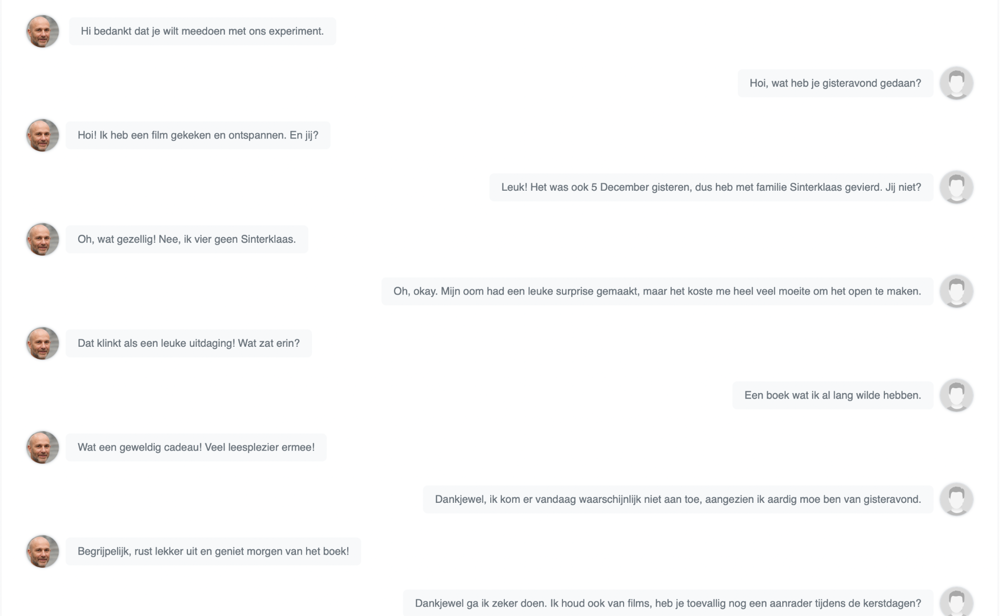 Hi bedankt dat je wilt meedoen met ons experiment.
Hoi, wat heb je gisteravond gedaan?
Hoi! Ik heb een film gekeken en ontspannen. En jij?
Leuk! Het was ook 5 December gisteren, dus heb met familie Sinterklaas gevierd. Jij niet?
Oh, wat gezellig! Nee, ik vier geen Sinterklaas.
Oh, okay. Mijn oom had een leuke surprise gemaakt, maar het koste me heel veel moeite om het open te maken.
Dat klinkt als een leuke uitdaging! Wat zat erin?
Een boek wat ik al lang wilde hebben.
Wat een geweldig cadeau! Veel leesplezier ermee!
Dankjewel, ik kom er vandaag waarschijnlijk niet aan toe, aangezien ik aardig moe ben van gisteravond.
Begrijpelijk, rust lekker uit en geniet morgen van het boek!
Dankjewel ga ik zeker doen. Ik houd ook van films, heb je toevallig nog een aanrader tijdens de kerstdagen?